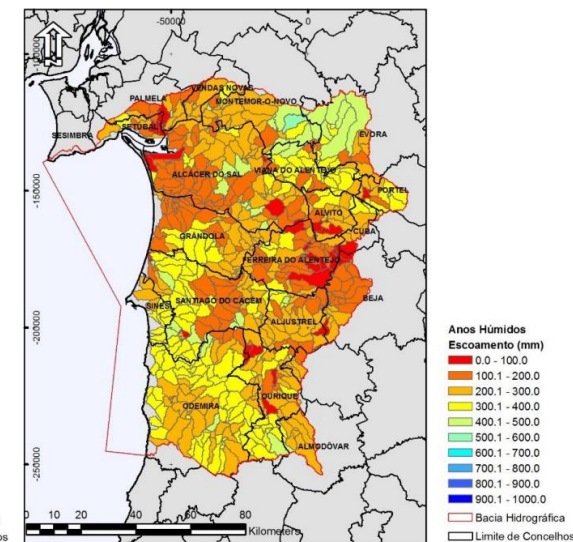 -50000 0
-100000
-150000
-200000
-250000
VENDAS NOVAS
PALMELA
MONTEMOR-O-NOVO
SETÚBAL
SESIMBRA
ÉVORA
ALCÁCER DO SAL
VIANA DO ALENTEJO
PORTEL
ALVITO
CUBA
GRÂNDOLA
FERREIRA DO ALENTEJO
SINES
SANTIAGO DO CACÉM
BEJA
ALJUSTREL
OURIQUE
ODEMIRA
ALMODÔVAR
0 10 20 40 60 80
Kilometers
os
Anos Húmidos
Escoamento (mm)
0.0 - 100.0
100.1 - 200.0
200.1 - 300.0
300.1 - 400.0
400.1 - 500.0
500.1 - 600.0
600.1 - 700.0
700.1 - 800.0
800.1 - 900.0
900.1 - 1000.0
Bacia Hidrográfica
Limite de Concelhos